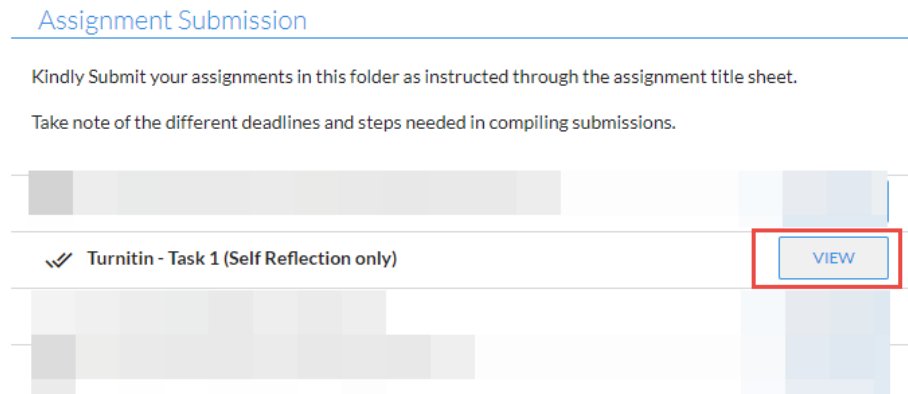 Assignment Submission
Kindly Submit your assignments in this folder as instructed through the assignment title sheet.
Take note of the different deadlines and steps needed in compiling submissions.
Turnitin - Task 1 (Self Reflection only)
VIEW